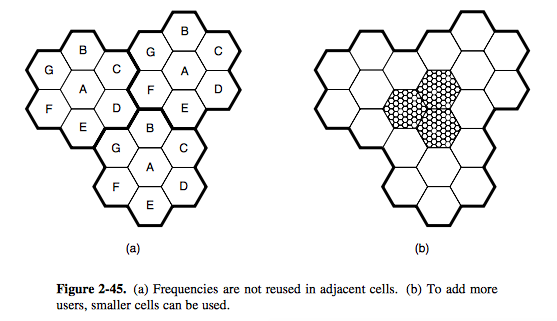 B
B G C
G C A
A F D
F D E
E B
G C
A
F D
E
(a) (b)
Figure 2-45. (a) Frequencies are not reused in adjacent cells. (b) To add more
users, smaller cells can be used.